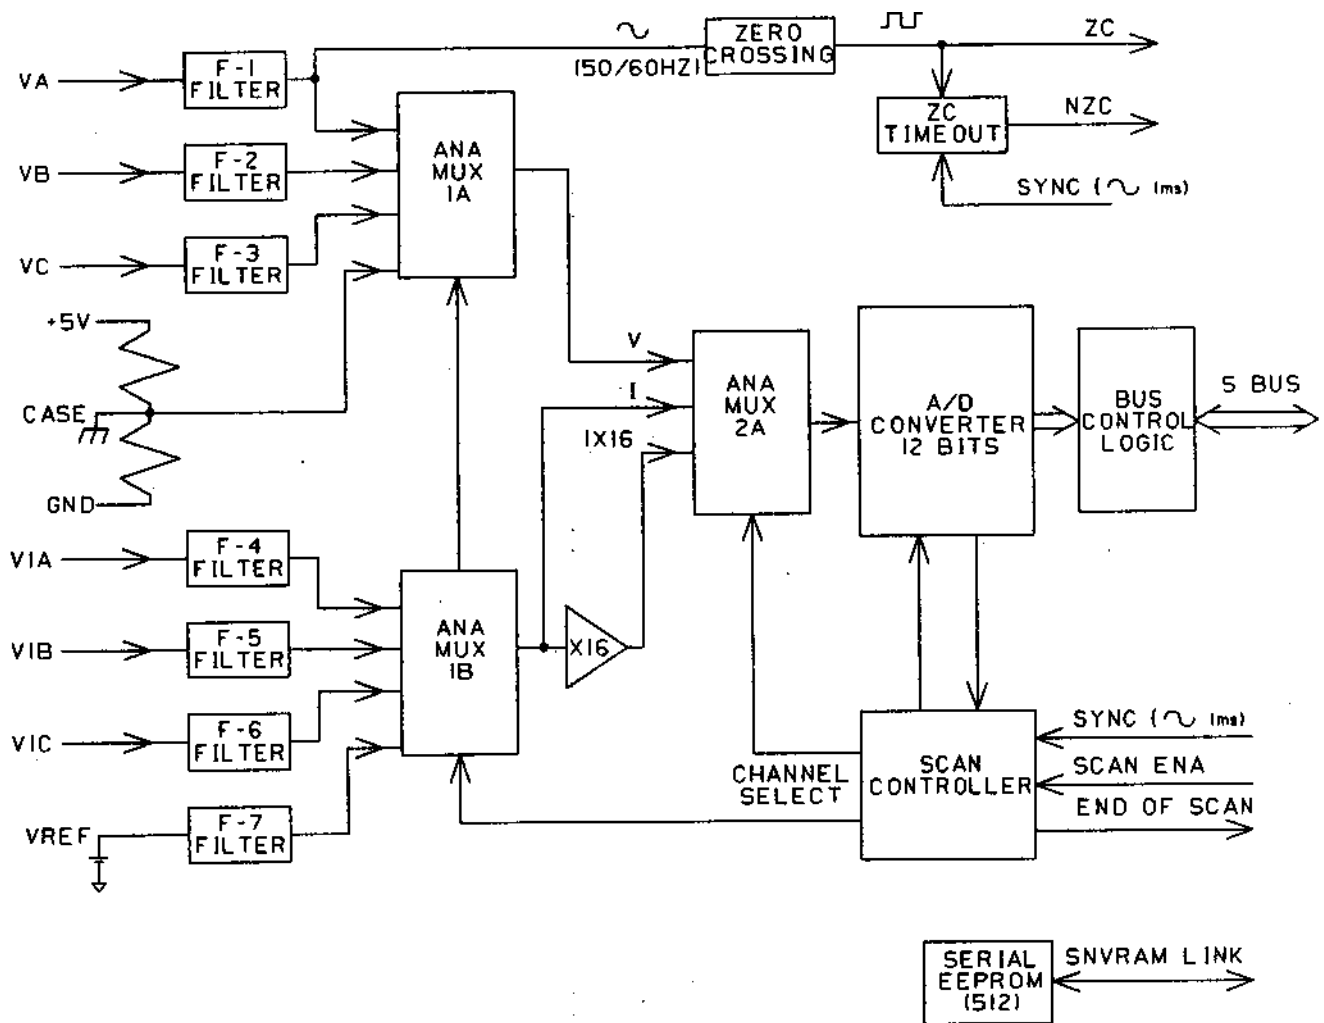 VA
F-1
FILTER
(50/60HZ)
ZERO
CROSSING
ZC
ZC
TIMEOUT
NZC
SYNC (∿ 1ms)
VB
F-2
FILTER
VC
F-3
FILTER
ANA
MUX
1A
+5V
CASE
GND
V
I
IX16
ANA
MUX
2A
A/D
CONVERTER
12 BITS
BUS
CONTROL
LOGIC
S BUS
VIA
F-4
FILTER
VIB
F-5
FILTER
VIC
F-6
FILTER
VREF
F-7
FILTER
ANA
MUX
1B
X16
CHANNEL
SELECT
SCAN
CONTROLLER
SYNC (∿ 1ms)
SCAN ENA
END OF SCAN
SERIAL
EEPROM
(512)
SNVRAM LINK